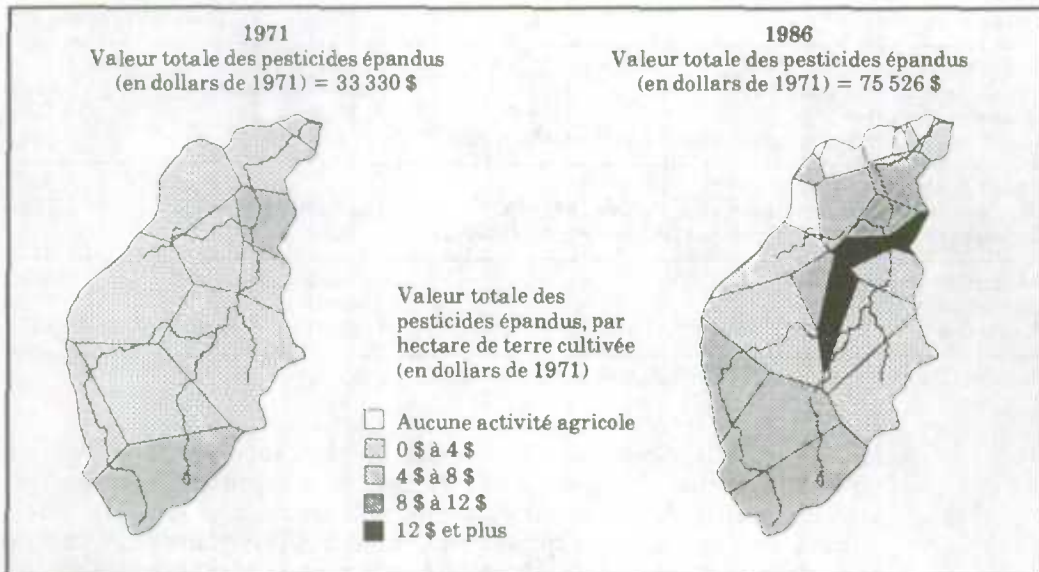 1971
Valeur totale des pesticides épandus
(en dollars de 1971) = 33 330 $
1986
Valeur totale des pesticides épandus
(en dollars de 1971) = 75 526 $
Valeur totale des
pesticides épandus, par
hectare de terre cultivée
(en dollars de 1971)
Aucune activité agricole
0 $ à 4 $
4 $ à 8 $
8 $ à 12 $
12 $ et plus